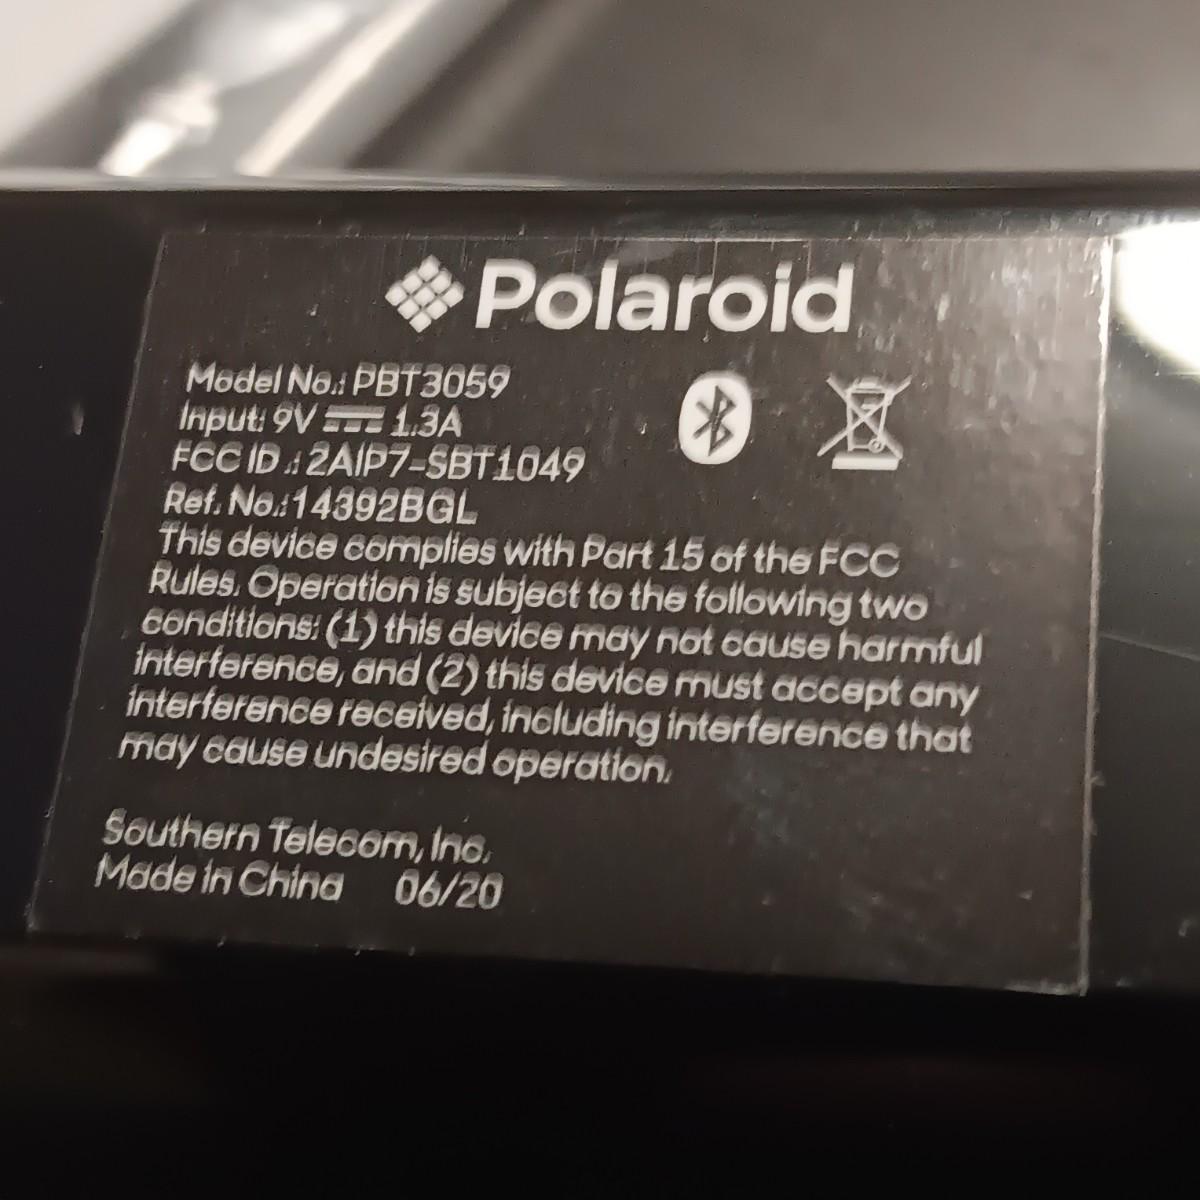 Polaroid
Model No.: PBT3059
Input: 9V ⎓ 1.3A
FCC ID .: 2AIP7-SBT1049
Ref. No.:14392BGL
This device complies with Part 15 of the FCC
Rules. Operation is subject to the following two
conditions: (1) this device may not cause harmful
interference, and (2) this device must accept any
interference received, including interference that
may cause undesired operation.
Southern Telecom, Inc.
Made in China 06/20